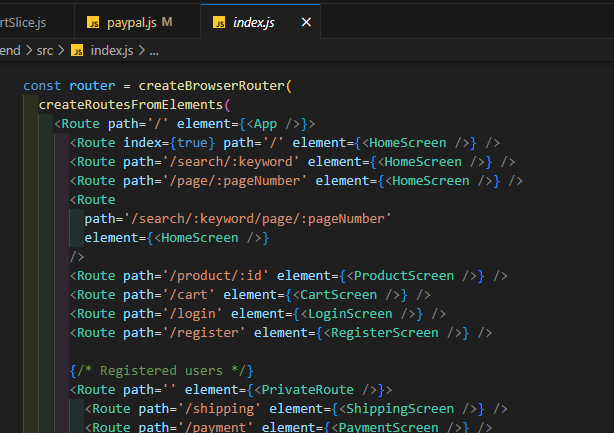 rtSlice.js JS paypal.js M JS index.js ×
end > src > JS index.js > ...
const router = createBrowserRouter(
createRoutesFromElements(
<Route path='/' element={<App />}>
<Route index={true} path='/' element={<HomeScreen />} />
<Route path='/search/:keyword' element={<HomeScreen />} />
<Route path='/page/:pageNumber' element={<HomeScreen />} />
<Route
path='/search/:keyword/page/:pageNumber'
element={<HomeScreen />}
/>
<Route path='/product/:id' element={<ProductScreen />} />
<Route path='/cart' element={<CartScreen />} />
<Route path='/login' element={<LoginScreen />} />
<Route path='/register' element={<RegisterScreen />} />
{/* Registered users */}
<Route path='' element={<PrivateRoute />}>
<Route path='/shipping' element={<ShippingScreen />} />
<Route path='/payment' element={<PaymentScreen />} />